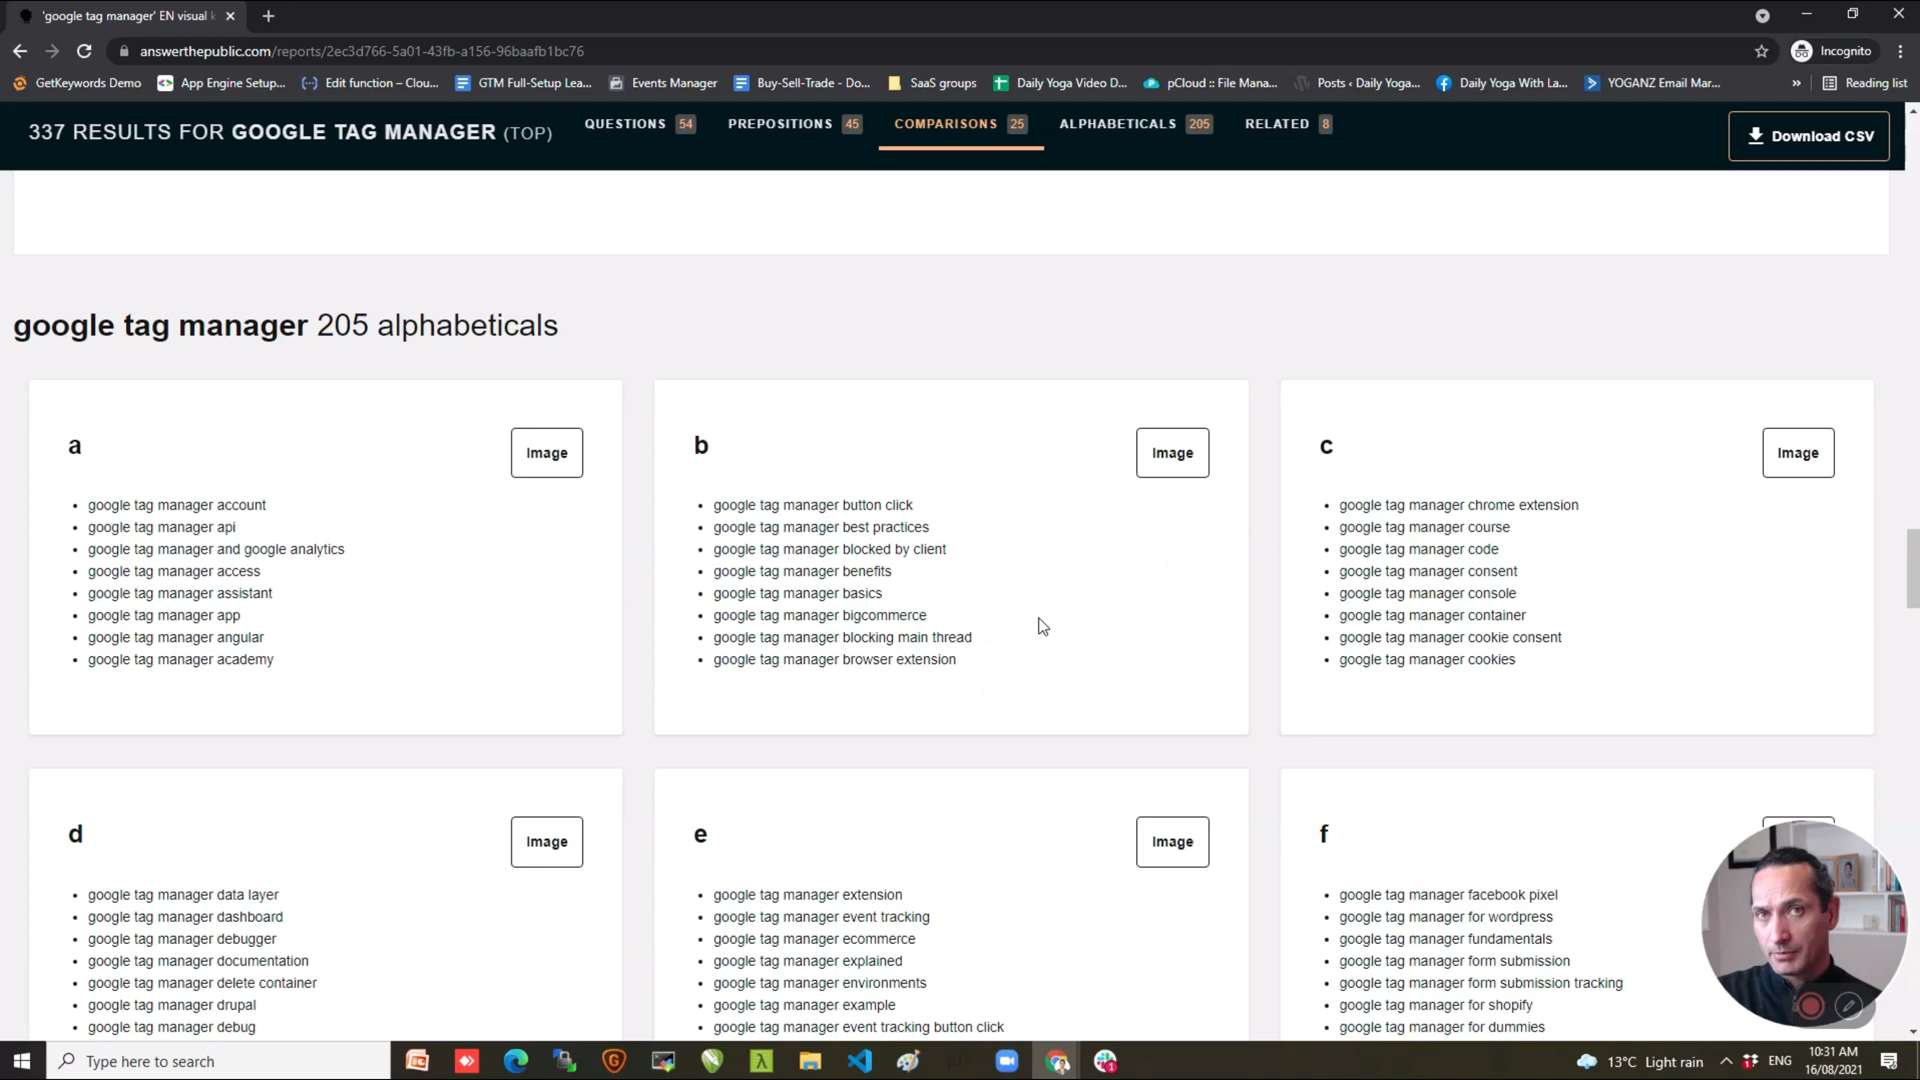 'google tag manager' EN visual k
answerthepublic.com/reports/2ec3d766-5a01-43fb-a156-96baafb1bc76
Incognito
GetKeywords Demo
App Engine Setup...
Edit function – Clou...
GTM Full-Setup Lea...
Events Manager
Buy-Sell-Trade - Do...
SaaS groups
Daily Yoga Video D...
pCloud :: File Mana...
Posts ‹ Daily Yoga...
Daily Yoga With La...
YOGANZ Email Mar...
»
Reading list
337 RESULTS FOR GOOGLE TAG MANAGER (TOP)
QUESTIONS 54
PREPOSITIONS 45
COMPARISONS 25
ALPHABETICALS 205
RELATED 8
Download CSV
google tag manager 205 alphabeticals
a
Image
• google tag manager account
• google tag manager api
• google tag manager and google analytics
• google tag manager access
• google tag manager assistant
• google tag manager app
• google tag manager angular
• google tag manager academy
b
Image
• google tag manager button click
• google tag manager best practices
• google tag manager blocked by client
• google tag manager benefits
• google tag manager basics
• google tag manager bigcommerce
• google tag manager blocking main thread
• google tag manager browser extension
c
Image
• google tag manager chrome extension
• google tag manager course
• google tag manager code
• google tag manager consent
• google tag manager console
• google tag manager container
• google tag manager cookie consent
• google tag manager cookies
d
Image
• google tag manager data layer
• google tag manager dashboard
• google tag manager debugger
• google tag manager documentation
• google tag manager delete container
• google tag manager drupal
• google tag manager debug
e
Image
• google tag manager extension
• google tag manager event tracking
• google tag manager ecommerce
• google tag manager explained
• google tag manager environments
• google tag manager example
• google tag manager event tracking button click
f
• google tag manager facebook pixel
• google tag manager for wordpress
• google tag manager fundamentals
• google tag manager form submission
• google tag manager form submission tracking
• google tag manager for shopify
• google tag manager for dummies
Type here to search
13°C Light rain
ENG
10:31 AM
16/08/2021